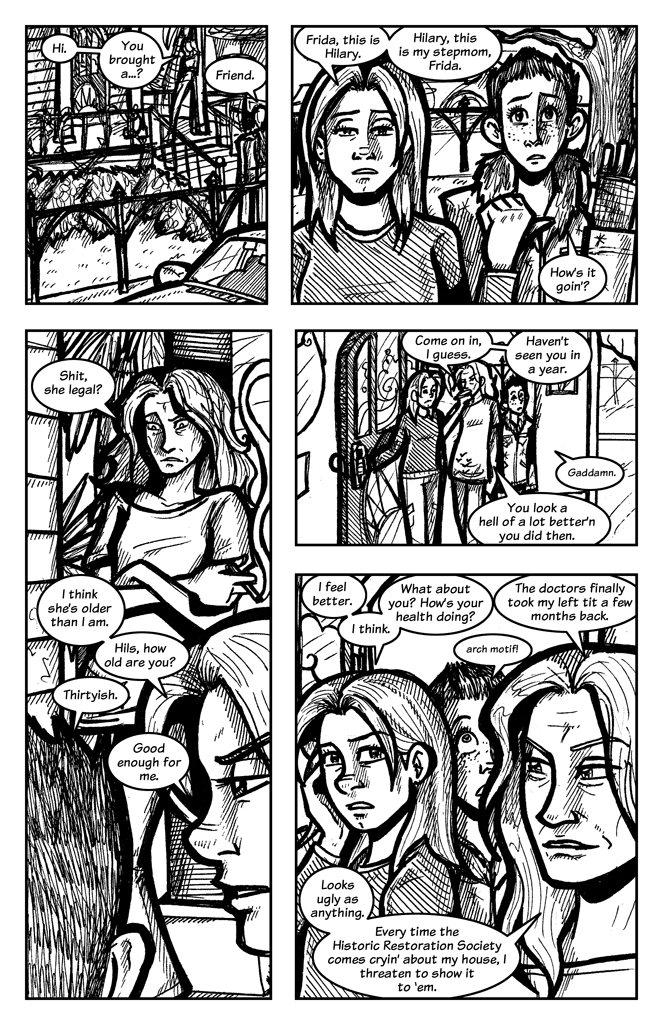 Hi.
You
brought
a...?
Friend.
Frida, this is
Hilary.
Hilary, this
is my stepmom,
Frida.
How's it
goin'?
Shit,
she legal?
I think
she's older
than I am.
Hils, how
old are you?
Thirtyish.
Good
enough for
me.
Come on in,
I guess.
Haven't
seen you in
a year.
Gaddamn.
You look a
hell of a lot better'n
you did then.
I feel
better.
I think.
What about
you? How's your
health doing?
The doctors finally
took my left tit a few
months back.
arch motif!
Looks
ugly as
anything.
Every time the
Historic Restoration Society
comes cryin' about my house, I
threaten to show it
to 'em.